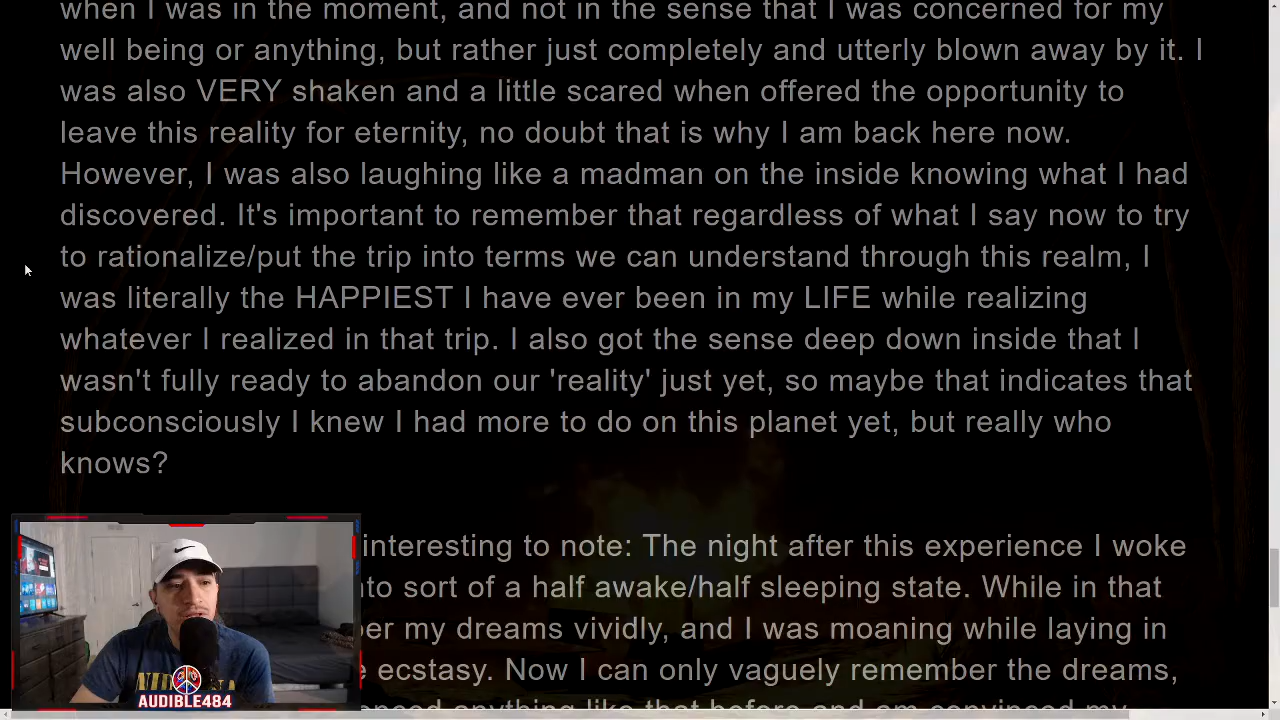 when I was in the moment, and not in the sense that I was concerned for my
well being or anything, but rather just completely and utterly blown away by it. I
was also VERY shaken and a little scared when offered the opportunity to
leave this reality for eternity, no doubt that is why I am back here now.
However, I was also laughing like a madman on the inside knowing what I had
discovered. It's important to remember that regardless of what I say now to try
to rationalize/put the trip into terms we can understand through this realm, I
was literally the HAPPIEST I have ever been in my LIFE while realizing
whatever I realized in that trip. I also got the sense deep down inside that I
wasn't fully ready to abandon our 'reality' just yet, so maybe that indicates that
subconsciously I knew I had more to do on this planet yet, but really who
knows?
interesting to note: The night after this experience I woke
sort of a half awake/half sleeping state. While in that
my dreams vividly, and I was moaning while laying in
ecstasy. Now I can only vaguely remember the dreams,
anything like that before and am convinced my
AUDIBLE484